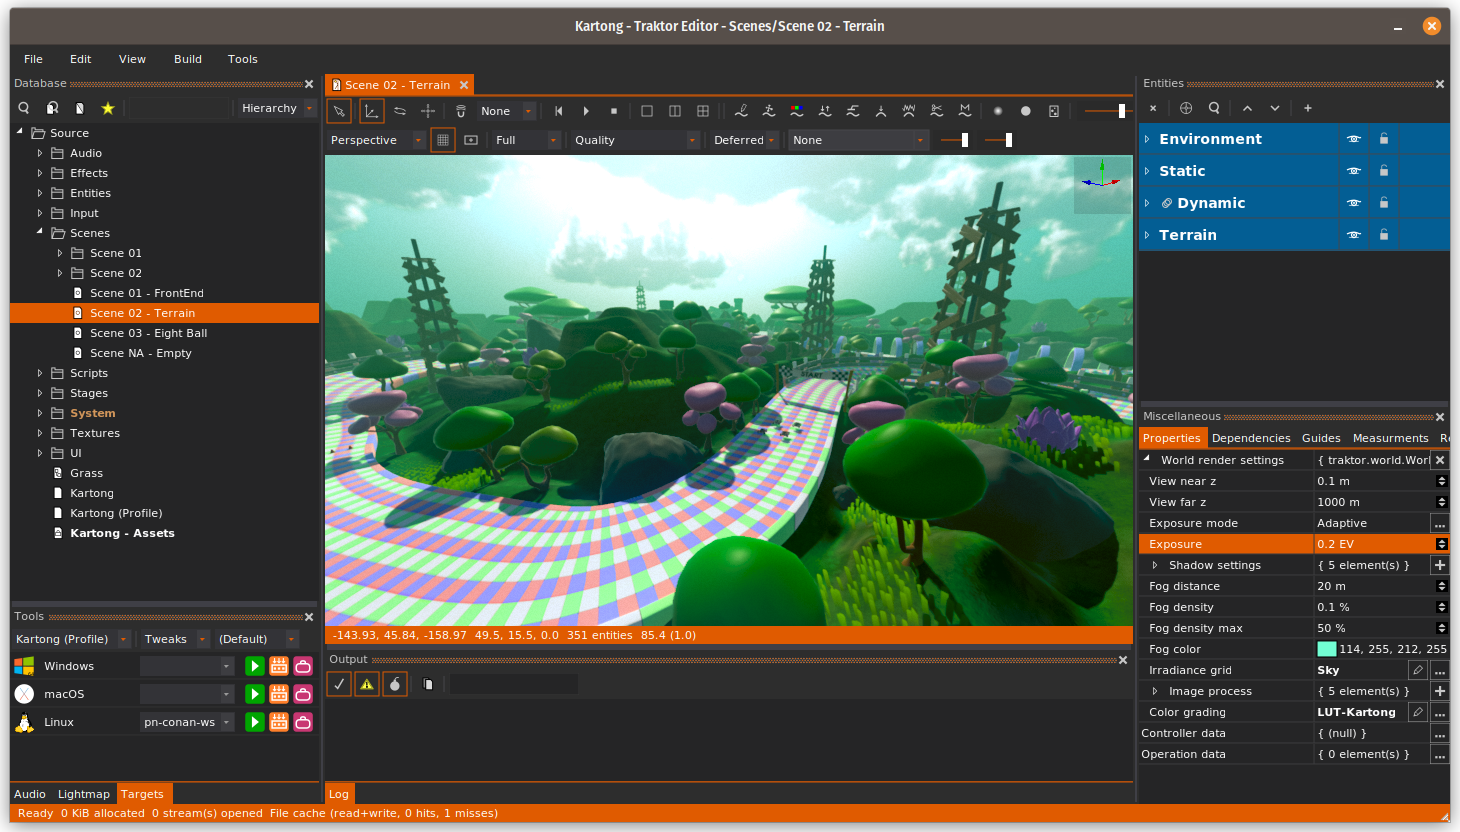 Kartong - Traktor Editor - Scenes/Scene 02 - Terrain
File Edit View Build Tools
Database
Hierarchy
Source
Audio
Effects
Entities
Input
Scenes
Scene 01
Scene 02
Scene 01 - FrontEnd
Scene 02 - Terrain
Scene 03 - Eight Ball
Scene NA - Empty
Scripts
Stages
System
Textures
UI
Grass
Kartong
Kartong (Profile)
Kartong - Assets
Tools
Kartong (Profile) Tweaks (Default)
Windows
macOS
Linux pn-conan-ws
Audio Lightmap Targets
Scene 02 - Terrain
None
Perspective Full Quality Deferred None
START
-143.93, 45.84, -158.97 49.5, 15.5, 0.0 351 entities 85.4 (1.0)
Output
Log
Entities
Environment
Static
Dynamic
Terrain
Miscellaneous
Properties Dependencies Guides Measurments Re
World render settings { traktor.world.Worl
View near z 0.1 m
View far z 1000 m
Exposure mode Adaptive ...
Exposure 0.2 EV
Shadow settings { 5 element(s) }
Fog distance 20 m
Fog density 0.1 %
Fog density max 50 %
Fog color 114, 255, 212, 255
Irradiance grid Sky ...
Image process { 5 element(s) }
Color grading LUT-Kartong ...
Controller data { (null) } ...
Operation data { 0 element(s) } ...
Ready 0 KiB allocated 0 stream(s) opened File cache (read+write, 0 hits, 1 misses)